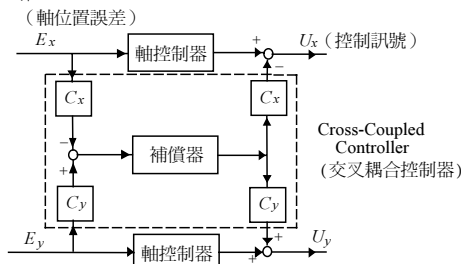 （軸位置誤差）
Ex
軸控制器
+
Ux（控制訊號）
−
Cx
Cx
−
補償器
+
Cross-Coupled
Controller
(交叉耦合控制器)
Cy
Cy
Ey
軸控制器
+
+
Uy